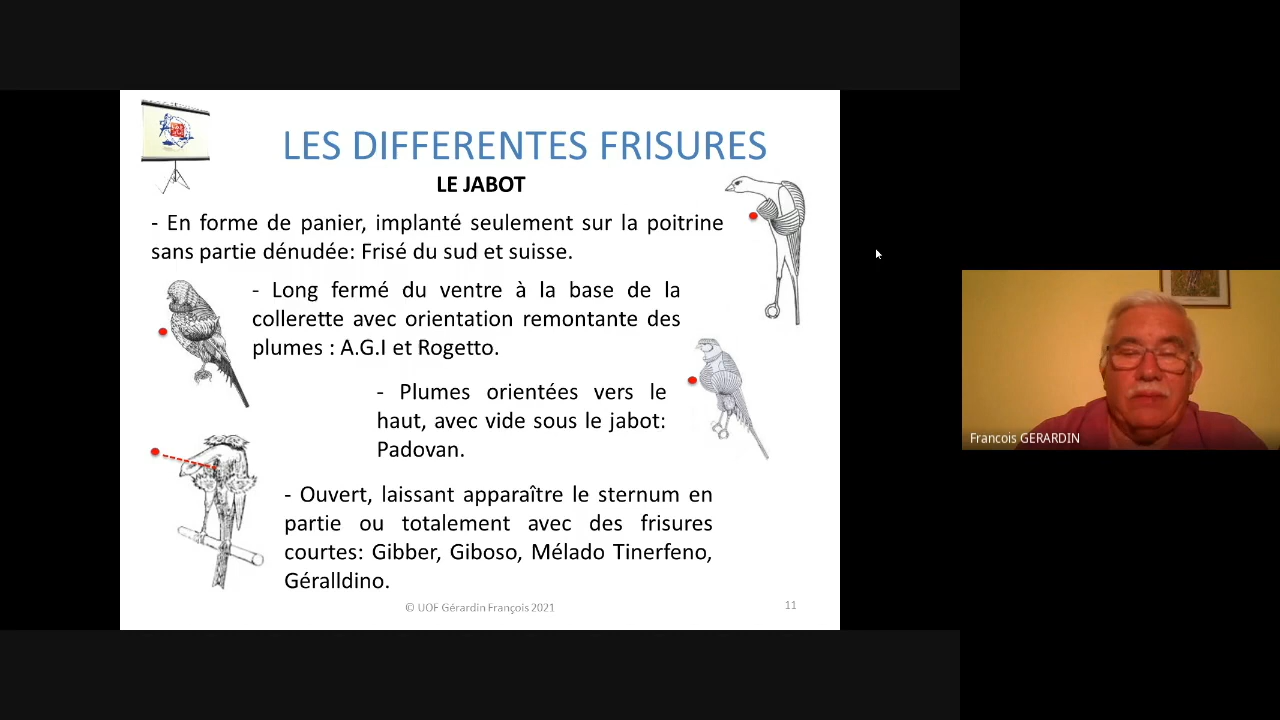 LES DIFFERENTES FRISURES
LE JABOT
- En forme de panier, implanté seulement sur la poitrine
sans partie dénudée: Frisé du sud et suisse.
- Long fermé du ventre à la base de la
collerette avec orientation remontante des
plumes : A.G.I et Rogetto.
- Plumes orientées vers le
haut, avec vide sous le jabot:
Padovan.
- Ouvert, laissant apparaître le sternum en
partie ou totalement avec des frisures
courtes: Gibber, Giboso, Mélado Tinerfeno,
Géralldino.
© UOF Gérardin François 2021
11
Francois GERARDIN